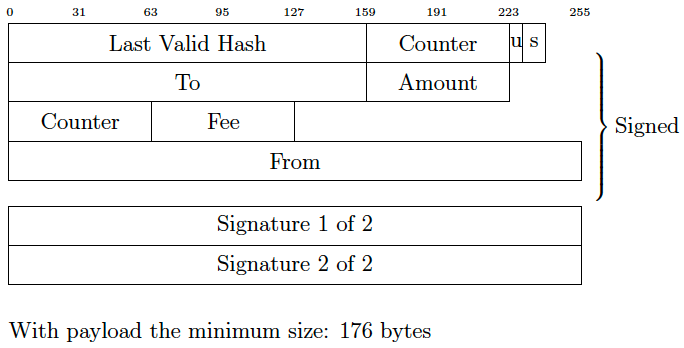 0 31 63 95 127 159 191 223 255
Last Valid Hash Counter u s
To Amount
Counter Fee
Signed
From
Signature 1 of 2
Signature 2 of 2
With payload the minimum size: 176 bytes